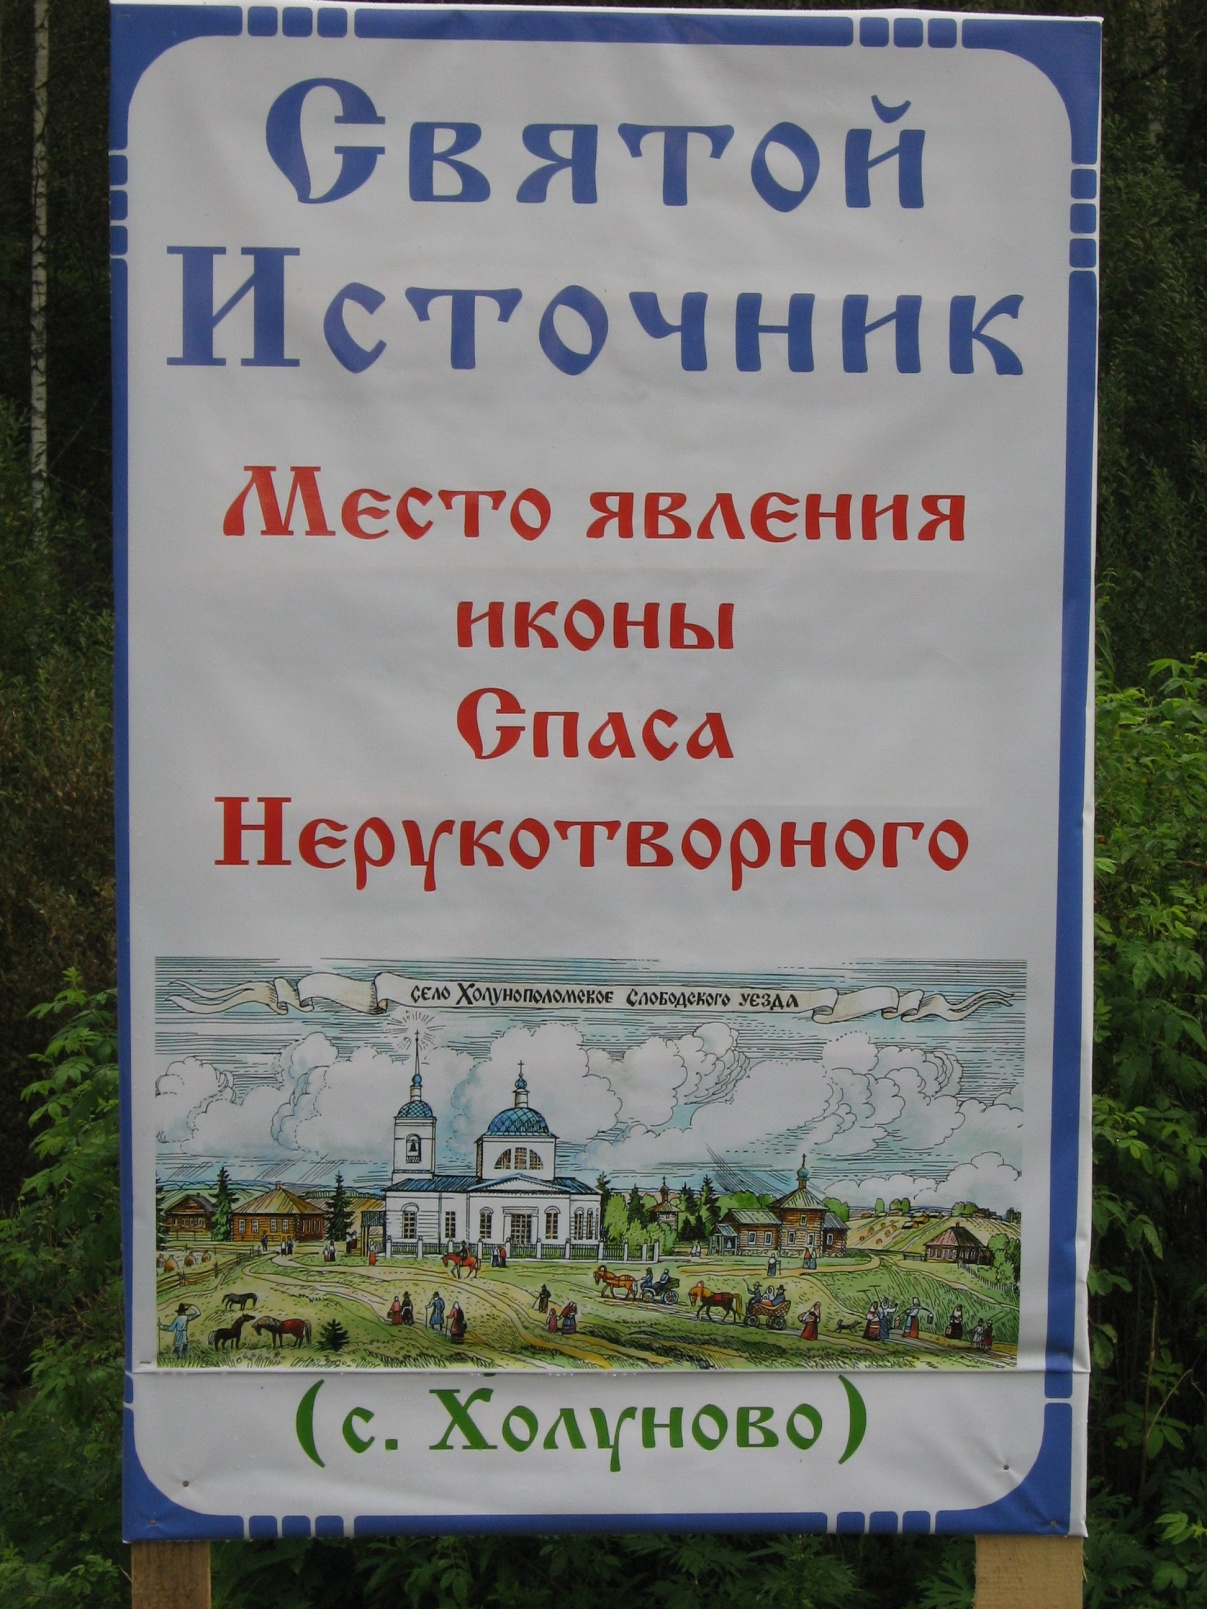 Святой
Источник
Место явления
иконы
Спаса
Нерукотворного
село Холунополомское Слободского уезда
(с. Холуново)